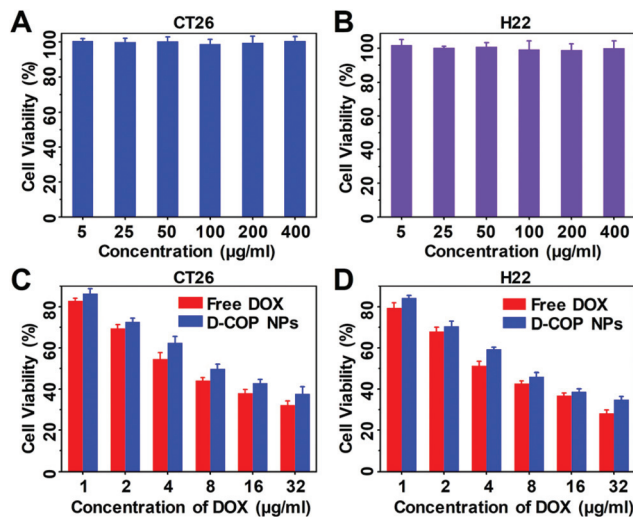 A
CT26
Cell Viability (%)
100
80
60
40
20
0
5 25 50 100 200 400
Concentration (μg/ml)
B
H22
Cell Viability (%)
100
80
60
40
20
0
5 25 50 100 200 400
Concentration (μg/ml)
C
CT26
Free DOX
D-COP NPs
Cell Viability (%)
80
60
40
20
0
1 2 4 8 16 32
Concentration of DOX (μg/ml)
D
H22
Free DOX
D-COP NPs
Cell Viability (%)
80
60
40
20
0
1 2 4 8 16 32
Concentration of DOX (μg/ml)